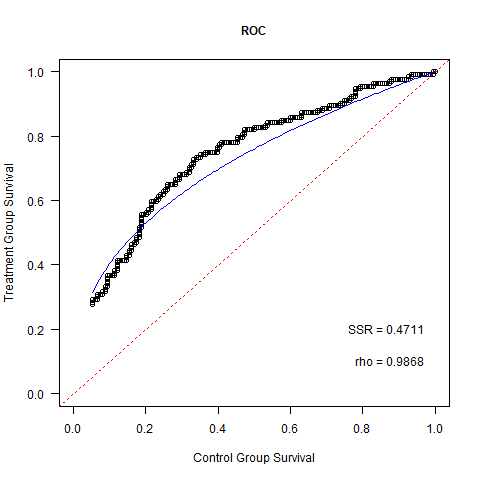 ROC
Treatment Group Survival
1.0
0.8
0.6
0.4
0.2
0.0
SSR = 0.4711
rho = 0.9868
0.0 0.2 0.4 0.6 0.8 1.0
Control Group Survival